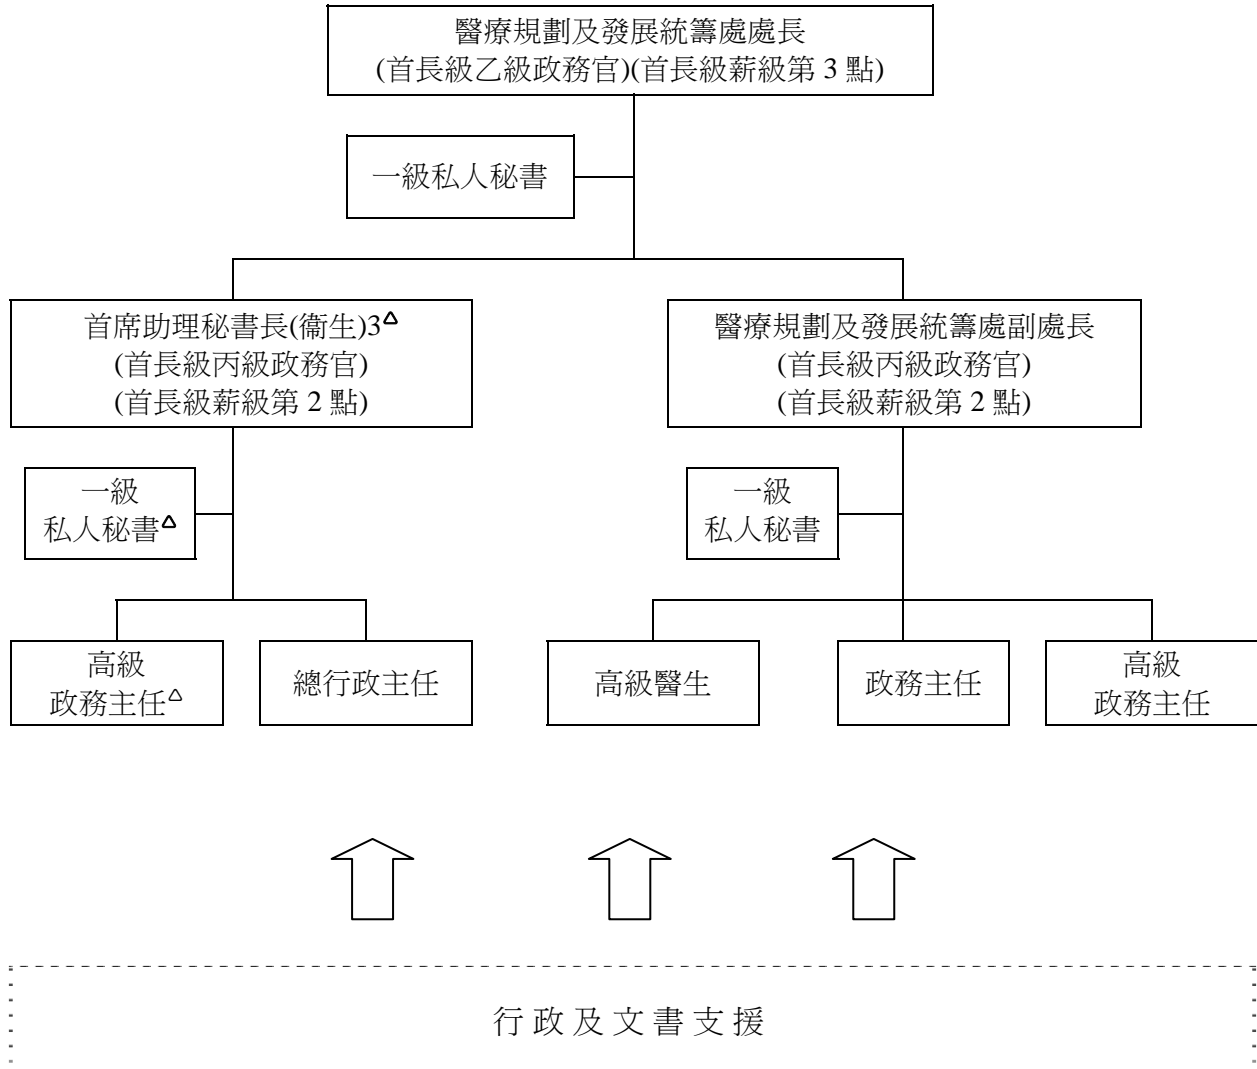 醫療規劃及發展統籌處處長
(首長級乙級政務官)(首長級薪級第 3 點)
一級私人秘書
首席助理秘書長(衞生)3△
(首長級丙級政務官)
(首長級薪級第 2 點)
醫療規劃及發展統籌處副處長
(首長級丙級政務官)
(首長級薪級第 2 點)
一級
私人秘書△
一級
私人秘書
高級
政務主任△
總行政主任
高級醫生
政務主任
高級
政務主任
行政及文書支援